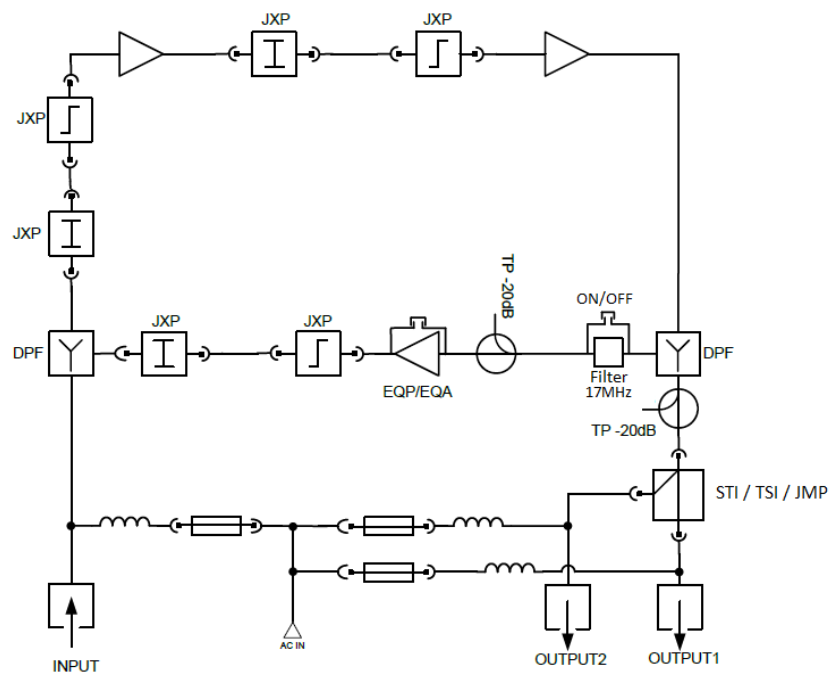 JXP
JXP
JXP
JXP
TP -20dB
ON/OFF
JXP
JXP
DPF
DPF
EQP/EQA
Filter
17MHz
TP -20dB
STI / TSI / JMP
AC IN
INPUT
OUTPUT2
OUTPUT1